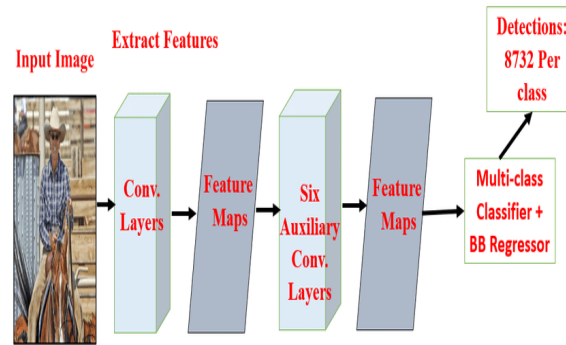 Input Image
Extract Features
Conv.
Layers
Feature
Maps
Six
Auxiliary
Conv.
Layers
Feature
Maps
Multi-class
Classifier +
BB Regressor
Detections:
8732 Per
class